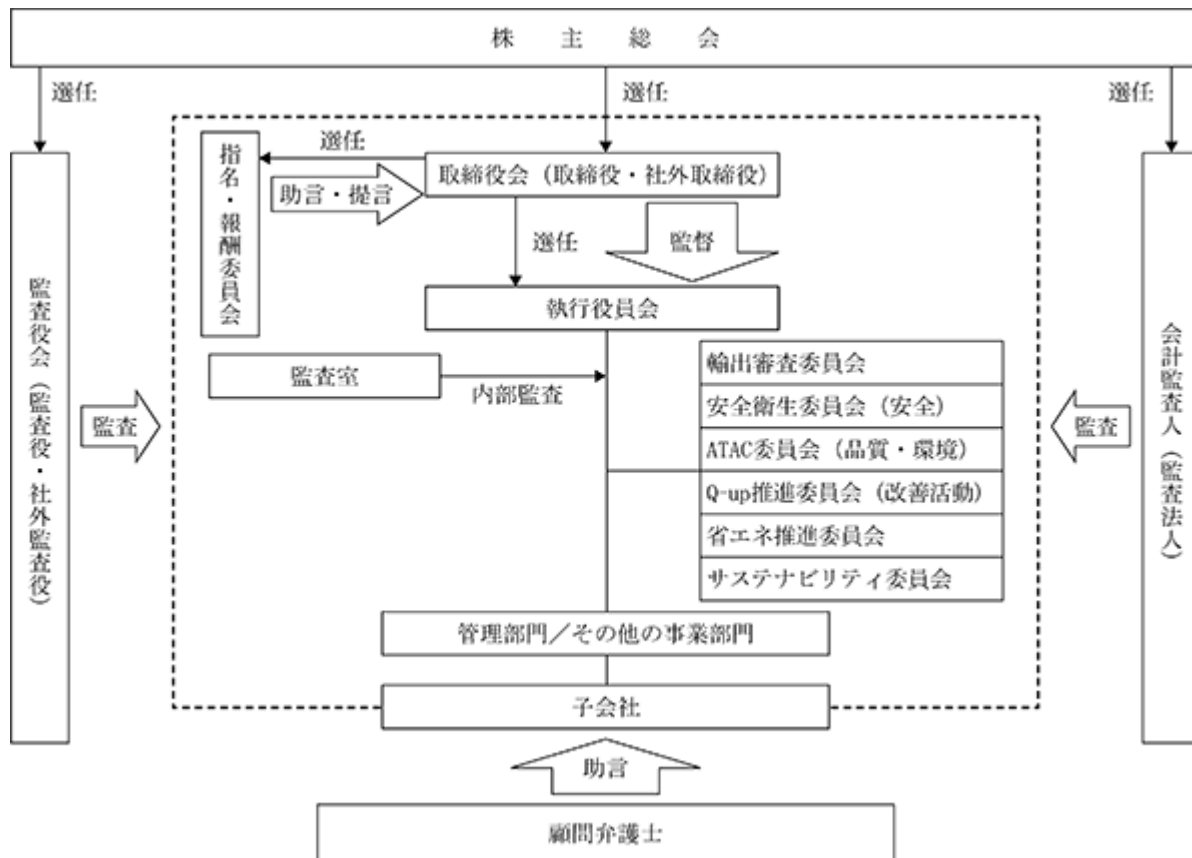 株主総会
選任
選任
選任
指名・報酬委員会
選任
助言・提言
取締役会（取締役・社外取締役）
選任
監督
執行役員会
監査室
内部監査
輸出審査委員会
安全衛生委員会（安全）
ATAC委員会（品質・環境）
Q-up推進委員会（改善活動）
省エネ推進委員会
サステナビリティ委員会
監査役会（監査役・社外監査役）
監査
監査
会計監査人（監査法人）
管理部門／その他の事業部門
子会社
助言
顧問弁護士